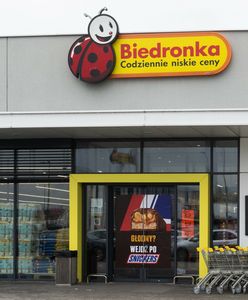 Biedronka
Codziennie niskie ceny
GŁODNY?
WEJDŹ PO
SNICKERS